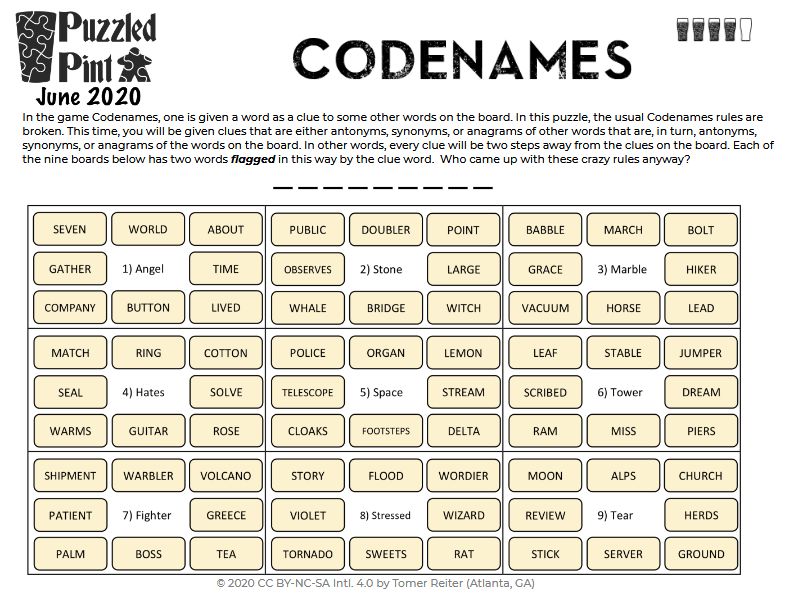 Puzzled
Pint
June 2020
CODENAMES
In the game Codenames, one is given a word as a clue to some other words on the board. In this puzzle, the usual Codenames rules are
broken. This time, you will be given clues that are either antonyms, synonyms, or anagrams of other words that are, in turn, antonyms,
synonyms, or anagrams of the words on the board. In other words, every clue will be two steps away from the clues on the board. Each of
the nine boards below has two words flagged in this way by the clue word. Who came up with these crazy rules anyway?
SEVEN WORLD ABOUT PUBLIC DOUBLER POINT BABBLE MARCH BOLT
GATHER 1) Angel TIME OBSERVES 2) Stone LARGE GRACE 3) Marble HIKER
COMPANY BUTTON LIVED WHALE BRIDGE WITCH VACUUM HORSE LEAD
MATCH RING COTTON POLICE ORGAN LEMON LEAF STABLE JUMPER
SEAL 4) Hates SOLVE TELESCOPE 5) Space STREAM SCRIBED 6) Tower DREAM
WARMS GUITAR ROSE CLOAKS FOOTSTEPS DELTA RAM MISS PIERS
SHIPMENT WARBLER VOLCANO STORY FLOOD WORDIER MOON ALPS CHURCH
PATIENT 7) Fighter GREECE VIOLET 8) Stressed WIZARD REVIEW 9) Tear HERDS
PALM BOSS TEA TORNADO SWEETS RAT STICK SERVER GROUND
© 2020 CC BY-NC-SA Intl. 4.0 by Tomer Reiter (Atlanta, GA)